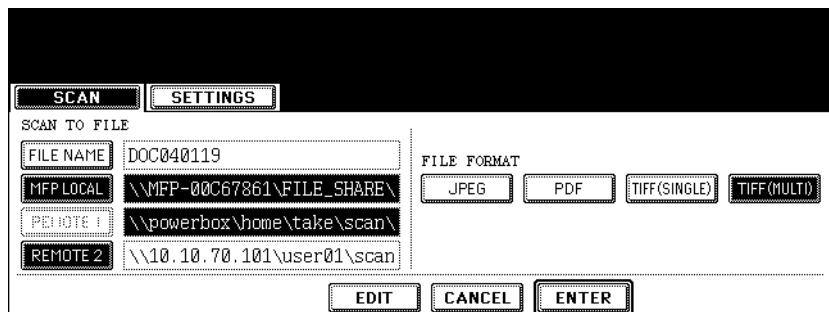 SCAN SETTINGS
SCAN TO FILE
FILE NAME DOC040119
MFP LOCAL \\MFP-00C67861\FILE_SHARE\
REMOTE 1 \\powerbox\home\take\scan\
REMOTE 2 \\10.10.70.101\user01\scan
FILE FORMAT
JPEG PDF TIFF(SINGLE) TIFF(MULTI)
EDIT CANCEL ENTER